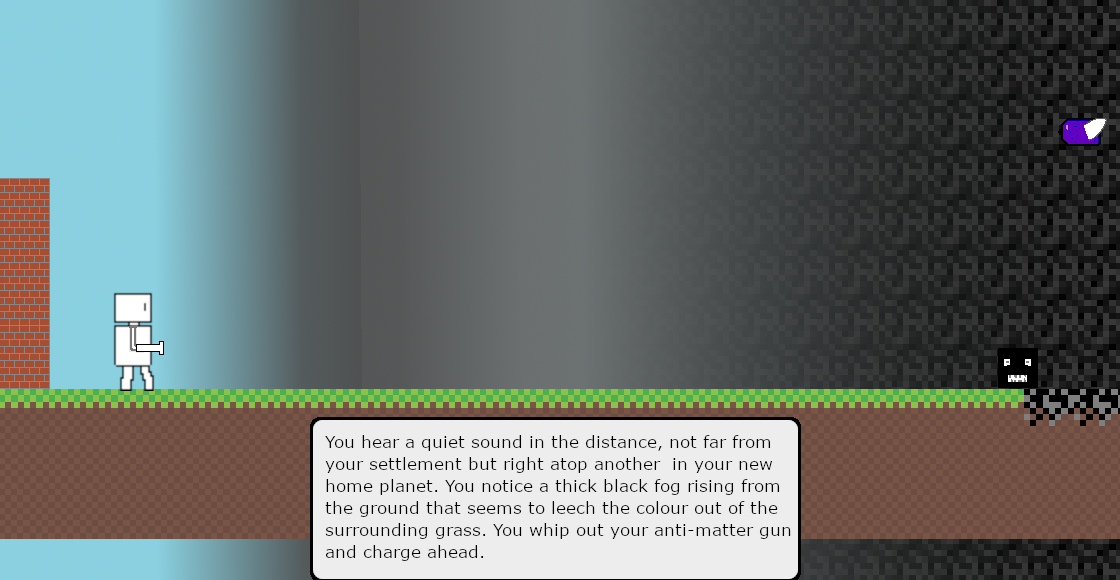 You hear a quiet sound in the distance, not far from
your settlement but right atop another  in your new
home planet. You notice a thick black fog rising from
the ground that seems to leech the colour out of the
surrounding grass. You whip out your anti-matter gun
and charge ahead.